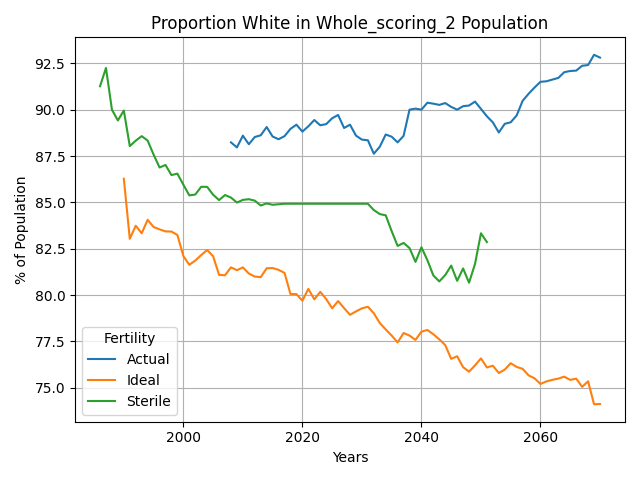 Proportion White in Whole_scoring_2 Population
% of Population
92.5
90.0
87.5
85.0
82.5
80.0
77.5
75.0
Fertility
Actual
Ideal
Sterile
2000
2020
2040
2060
Years